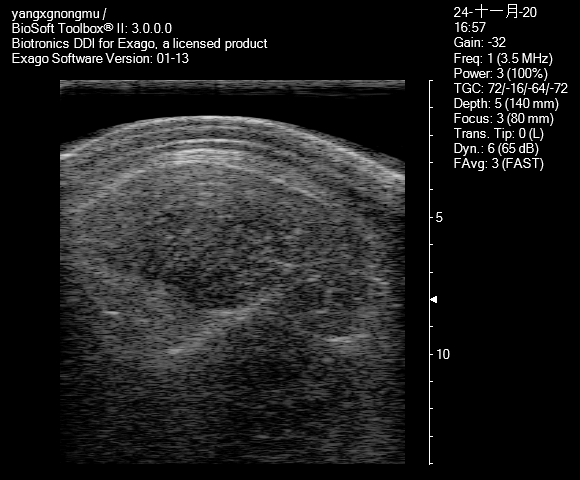 yangxgnongmu /
BioSoft Toolbox® II: 3.0.0.0
Biotronics DDI for Exago, a licensed product
Exago Software Version: 01-13
24-十一月-20
16:57
Gain: -32
Freq: 1 (3.5 MHz)
Power: 3 (100%)
TGC: 72/-16/-64/-72
Depth: 5 (140 mm)
Focus: 3 (80 mm)
Trans. Tip: 0 (L)
Dyn.: 6 (65 dB)
FAvg: 3 (FAST)
5
10